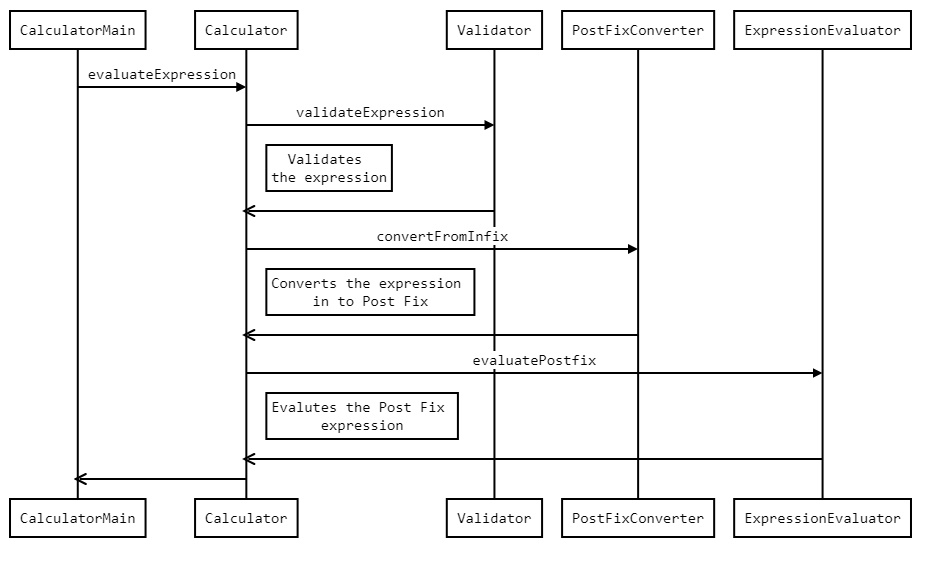 CalculatorMain
Calculator
Validator
PostFixConverter
ExpressionEvaluator
evaluateExpression
validateExpression
Validates
the expression
convertFromInfix
Converts the expression
in to Post Fix
evaluatePostfix
Evalutes the Post Fix
expression
CalculatorMain
Calculator
Validator
PostFixConverter
ExpressionEvaluator